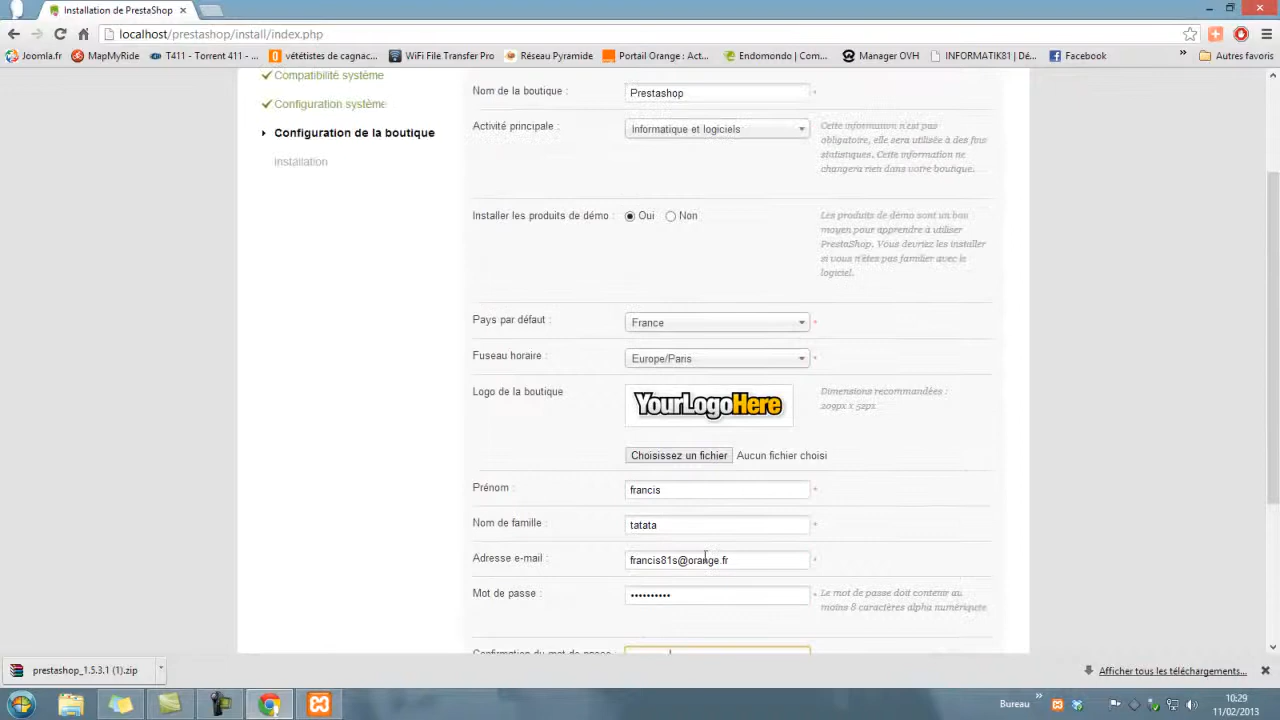 Installation de PrestaShop
localhost/prestashop/install/index.php
Joomla.fr
MapMyRide
T411 - Torrent 411 - ...
vététistes de cagnac...
WiFi File Transfer Pro
Réseau Pyramide
Portail Orange : Act...
Endomondo | Com...
Manager OVH
INFORMATIK81 | Dé...
Facebook
»
Autres favoris
Compatibilité système
Configuration système
Configuration de la boutique
Installation
Nom de la boutique :
Prestashop
*
Activité principale :
Informatique et logiciels
Cette information n'est pas
obligatoire, elle sera utilisée à des fins
statistiques. Cette information ne
changera rien dans votre boutique.
Installer les produits de démo :
Oui
Non
Les produits de démo sont un bon
moyen pour apprendre à utiliser
PrestaShop. Vous devriez les installer
si vous n'êtes pas familier avec le
logiciel.
Pays par défaut :
France
*
Fuseau horaire :
Europe/Paris
*
Logo de la boutique
YourLogoHere
Dimensions recommandées :
209px x 52px
Choisissez un fichier
Aucun fichier choisi
Prénom :
francis
*
Nom de famille :
tatata
*
Adresse e-mail :
francis81s@orange.fr
*
Mot de passe :
••••••••••
*
Le mot de passe doit contenir au
moins 8 caractères alpha numériques
Confirmation du mot de passe
prestashop_1.5.3.1 (1).zip
Afficher tous les téléchargements...
Bureau
»
10:29
11/02/2013